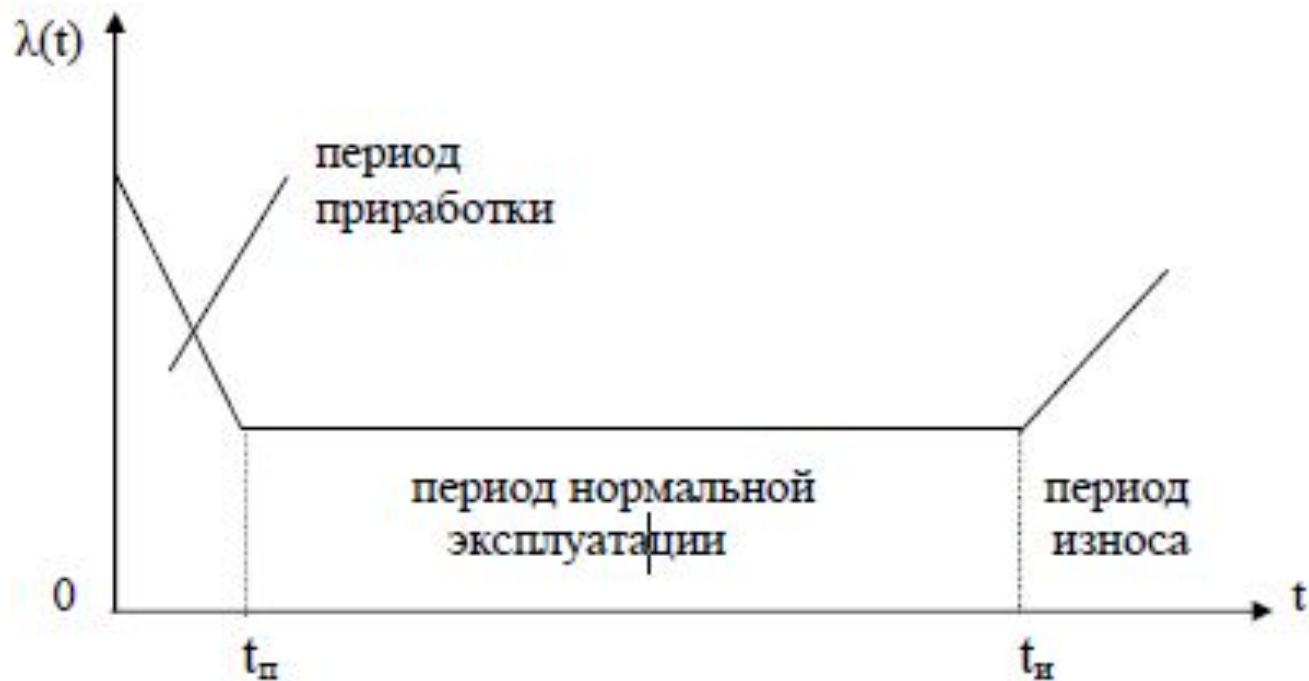 λ(t)
период
приработки
период нормальной
эксплуатации
период
износа
0
t
tп
tи